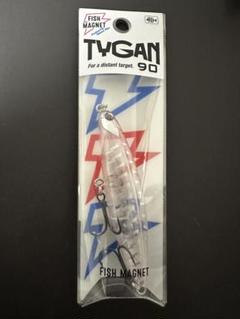 FISH MAGNET
TYGAN
For a distant target. 90
FISH MAGNET